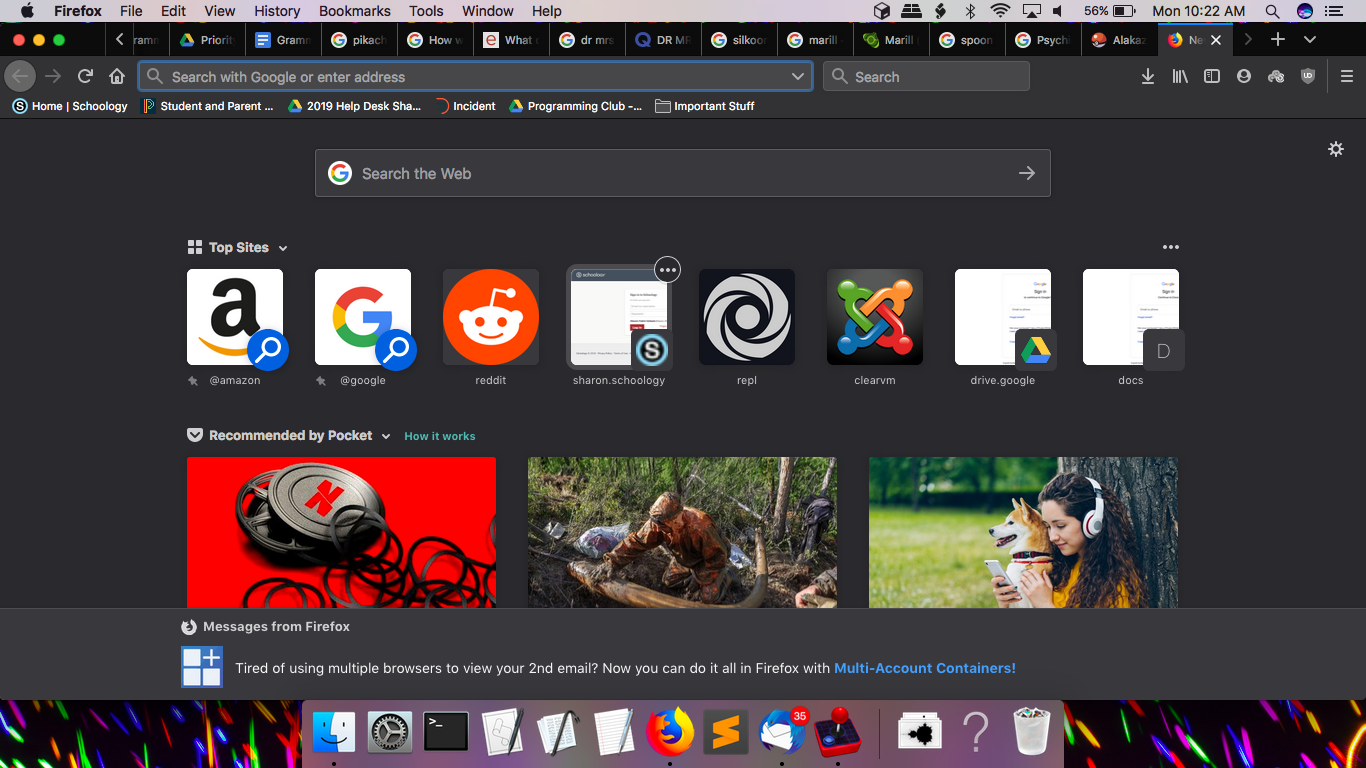 Firefox File Edit View History Bookmarks Tools Window Help 56% Mon 10:22 AM
Priorit Gramm pikach How w What dr mrs DR MR silkoor marill Marill spoon Psychi Alakaz Ne
Search with Google or enter address Search
Home | Schoology Student and Parent ... 2019 Help Desk Sha... Incident Programming Club -... Important Stuff
Search the Web
Top Sites
@amazon @google reddit sharon.schoology repl clearvm drive.google docs
D
Recommended by Pocket How it works
Messages from Firefox
Tired of using multiple browsers to view your 2nd email? Now you can do it all in Firefox with Multi-Account Containers!
35